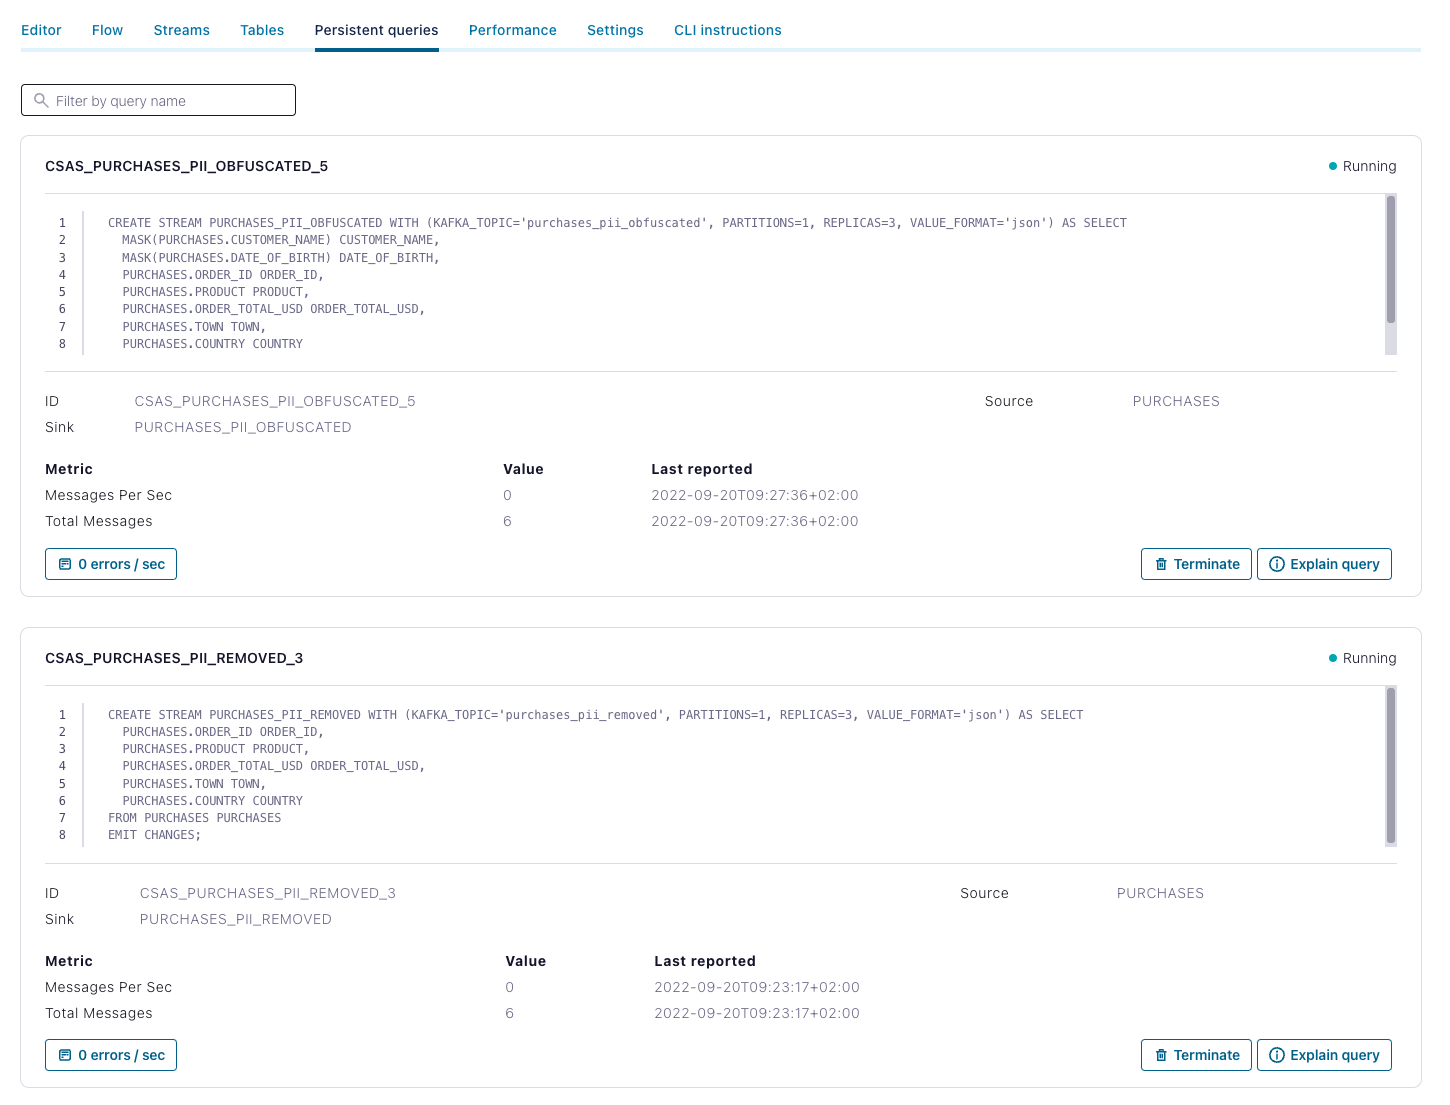 Editor Flow Streams Tables Persistent queries Performance Settings CLI instructions
Filter by query name
CSAS_PURCHASES_PII_OBFUSCATED_5 Running
1 CREATE STREAM PURCHASES_PII_OBFUSCATED WITH (KAFKA_TOPIC='purchases_pii_obfuscated', PARTITIONS=1, REPLICAS=3, VALUE_FORMAT='json') AS SELECT
2 MASK(PURCHASES.CUSTOMER_NAME) CUSTOMER_NAME,
3 MASK(PURCHASES.DATE_OF_BIRTH) DATE_OF_BIRTH,
4 PURCHASES.ORDER_ID ORDER_ID,
5 PURCHASES.PRODUCT PRODUCT,
6 PURCHASES.ORDER_TOTAL_USD ORDER_TOTAL_USD,
7 PURCHASES.TOWN TOWN,
8 PURCHASES.COUNTRY COUNTRY
ID CSAS_PURCHASES_PII_OBFUSCATED_5 Source PURCHASES
Sink PURCHASES_PII_OBFUSCATED
Metric Value Last reported
Messages Per Sec 0 2022-09-20T09:27:36+02:00
Total Messages 6 2022-09-20T09:27:36+02:00
0 errors / sec Terminate Explain query
CSAS_PURCHASES_PII_REMOVED_3 Running
1 CREATE STREAM PURCHASES_PII_REMOVED WITH (KAFKA_TOPIC='purchases_pii_removed', PARTITIONS=1, REPLICAS=3, VALUE_FORMAT='json') AS SELECT
2 PURCHASES.ORDER_ID ORDER_ID,
3 PURCHASES.PRODUCT PRODUCT,
4 PURCHASES.ORDER_TOTAL_USD ORDER_TOTAL_USD,
5 PURCHASES.TOWN TOWN,
6 PURCHASES.COUNTRY COUNTRY
7 FROM PURCHASES PURCHASES
8 EMIT CHANGES;
ID CSAS_PURCHASES_PII_REMOVED_3 Source PURCHASES
Sink PURCHASES_PII_REMOVED
Metric Value Last reported
Messages Per Sec 0 2022-09-20T09:23:17+02:00
Total Messages 6 2022-09-20T09:23:17+02:00
0 errors / sec Terminate Explain query